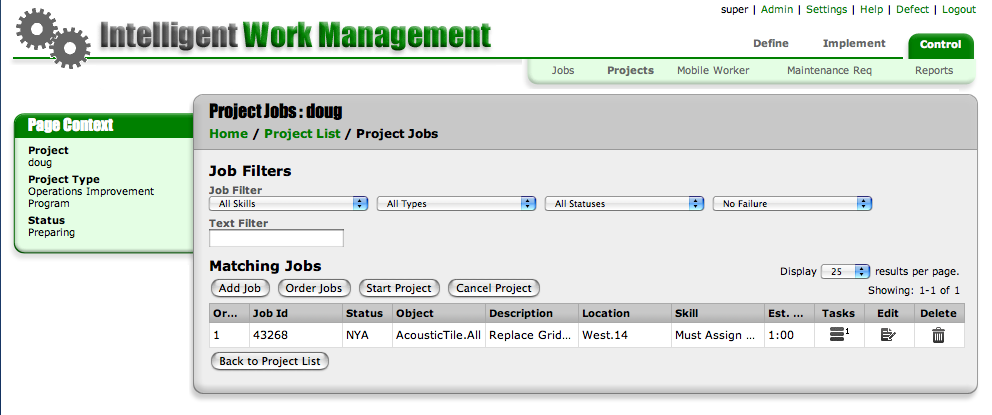 super | Admin | Settings | Help | Defect | Logout
Intelligent Work Management
Define Implement Control
Jobs Projects Mobile Worker Maintenance Req Reports
Page Context
Project
doug
Project Type
Operations Improvement
Program
Status
Preparing
Project Jobs : doug
Home / Project List / Project Jobs
Job Filters
Job Filter
All Skills All Types All Statuses No Failure
Text Filter
Matching Jobs
Display 25 results per page.
Add Job Order Jobs Start Project Cancel Project
Showing: 1-1 of 1
Or... Job Id Status Object Description Location Skill Est. ... Tasks Edit Delete
1 43268 NYA AcousticTile.All Replace Grid... West.14 Must Assign ... 1:00 1
Back to Project List